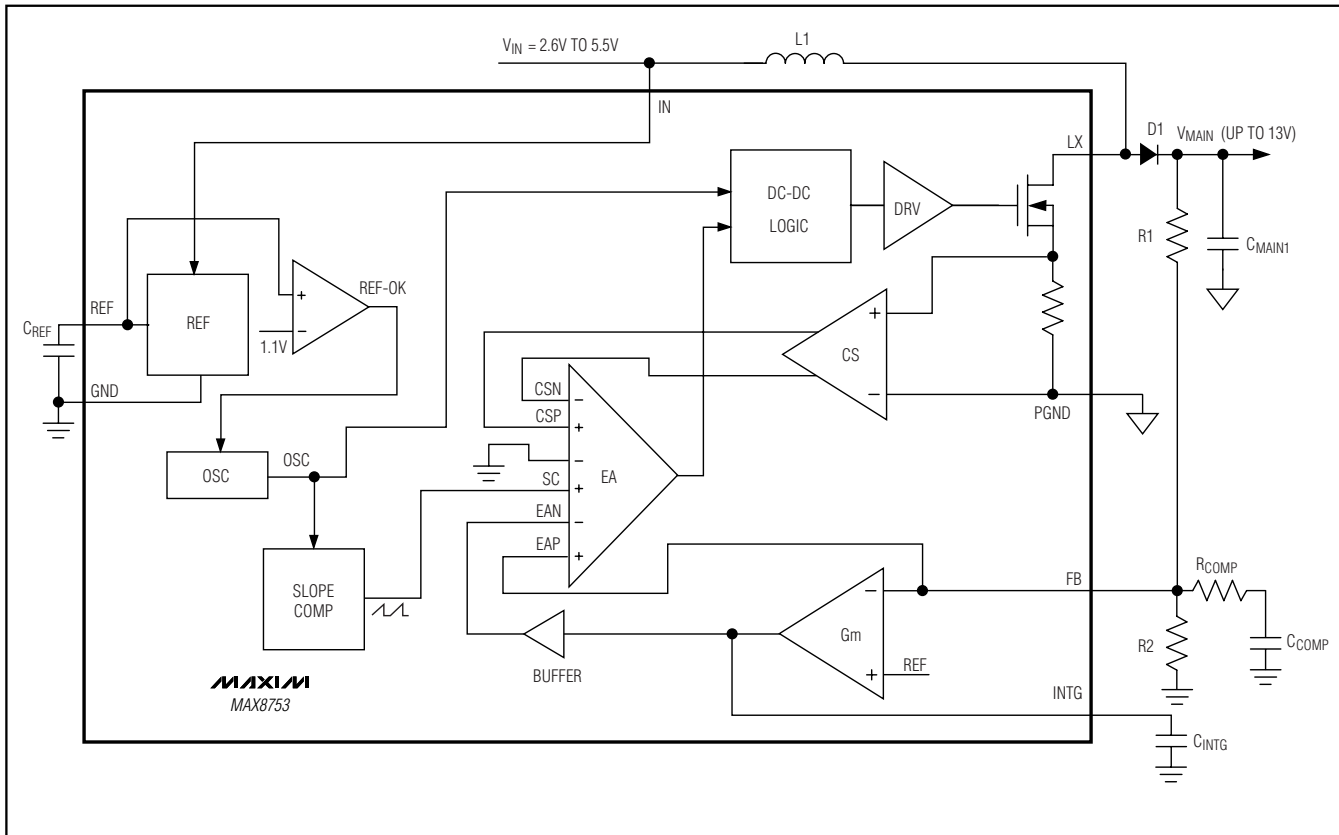 V_IN = 2.6V TO 5.5V
L1
IN
LX
D1
V_MAIN (UP TO 13V)
DC-DC
LOGIC
DRV
R1
C_MAIN1
REF
C_REF
REF
+
−
REF-OK
1.1V
GND
CS
+
−
PGND
CSN
−
CSP
+
−
SC
+
EAN
−
EAP
+
EA
OSC
OSC
SLOPE
COMP
BUFFER
Gm
−
+
REF
FB
R_COMP
R2
C_COMP
INTG
C_INTG
MAXIM
MAX8753